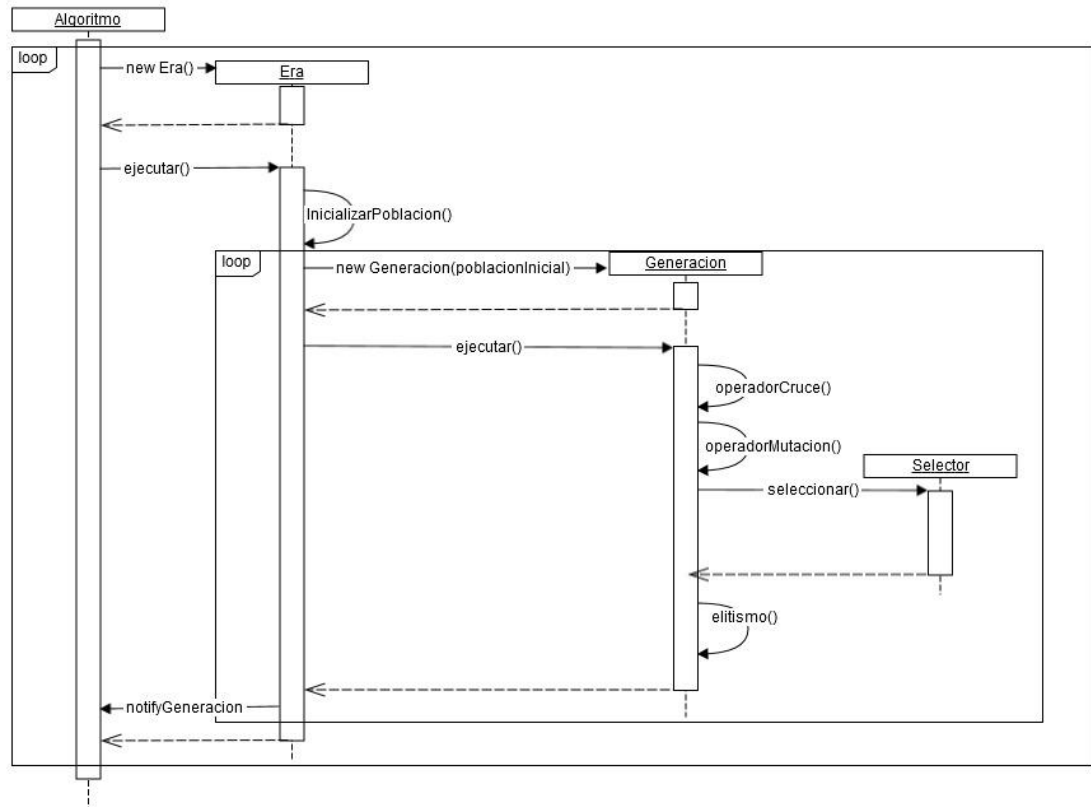 Algoritmo
loop
new Era()
Era
ejecutar()
InicializarPoblacion()
loop
new Generacion(poblacionInicial)
Generacion
ejecutar()
operadorCruce()
operadorMutacion()
Selector
seleccionar()
elitismo()
notifyGeneracion